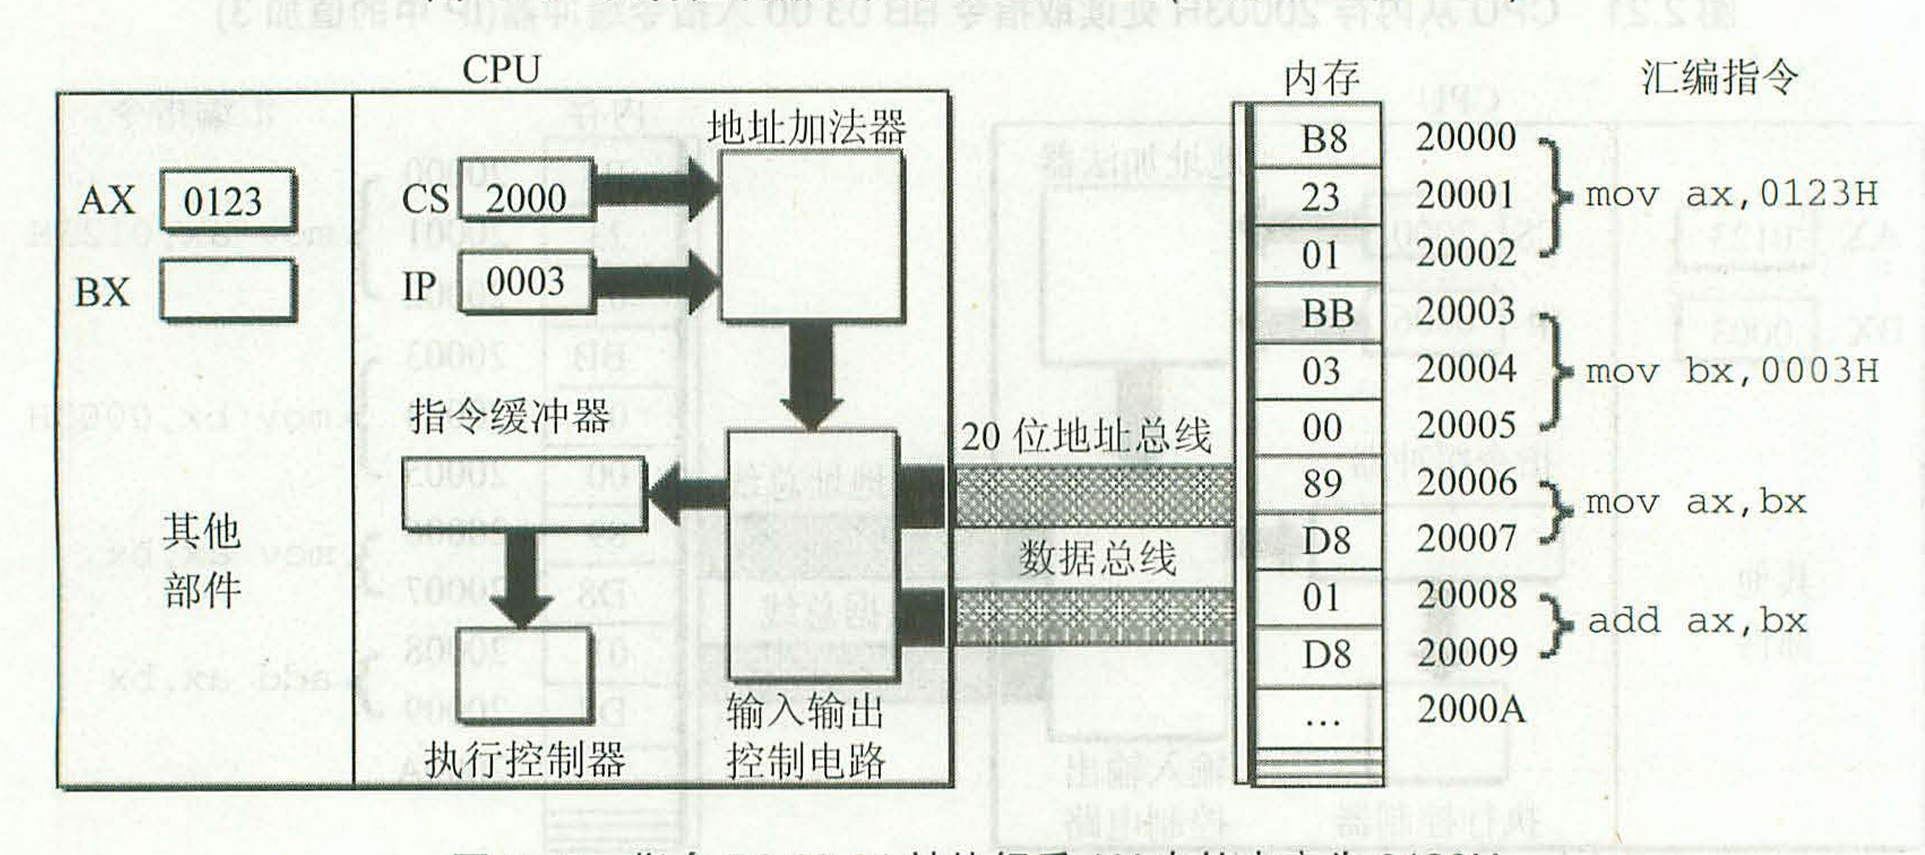 CPU
内存
汇编指令
地址加法器
AX 0123
CS 2000
BX
IP 0003
指令缓冲器
20 位地址总线
数据总线
其他
部件
执行控制器
输入输出
控制电路
B8 20000
23 20001
01 20002
mov ax,0123H
BB 20003
03 20004
00 20005
mov bx,0003H
89 20006
D8 20007
mov ax,bx
01 20008
D8 20009
add ax,bx
… 2000A